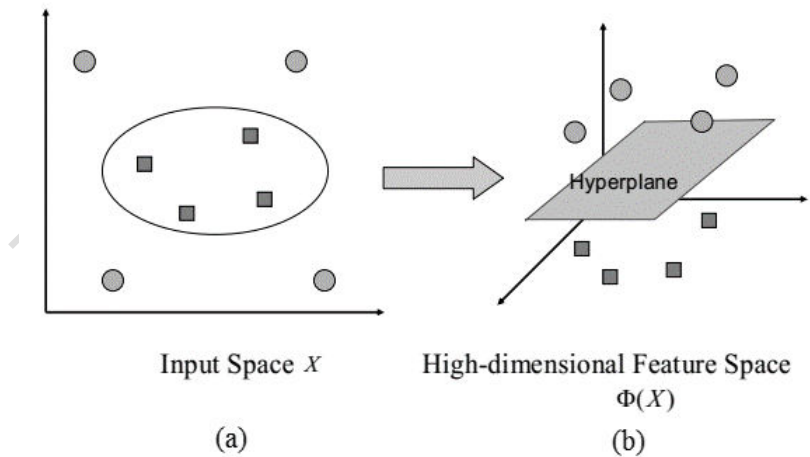 Hyperplane
Input Space X
High-dimensional Feature Space
Φ(X)
(a)
(b)